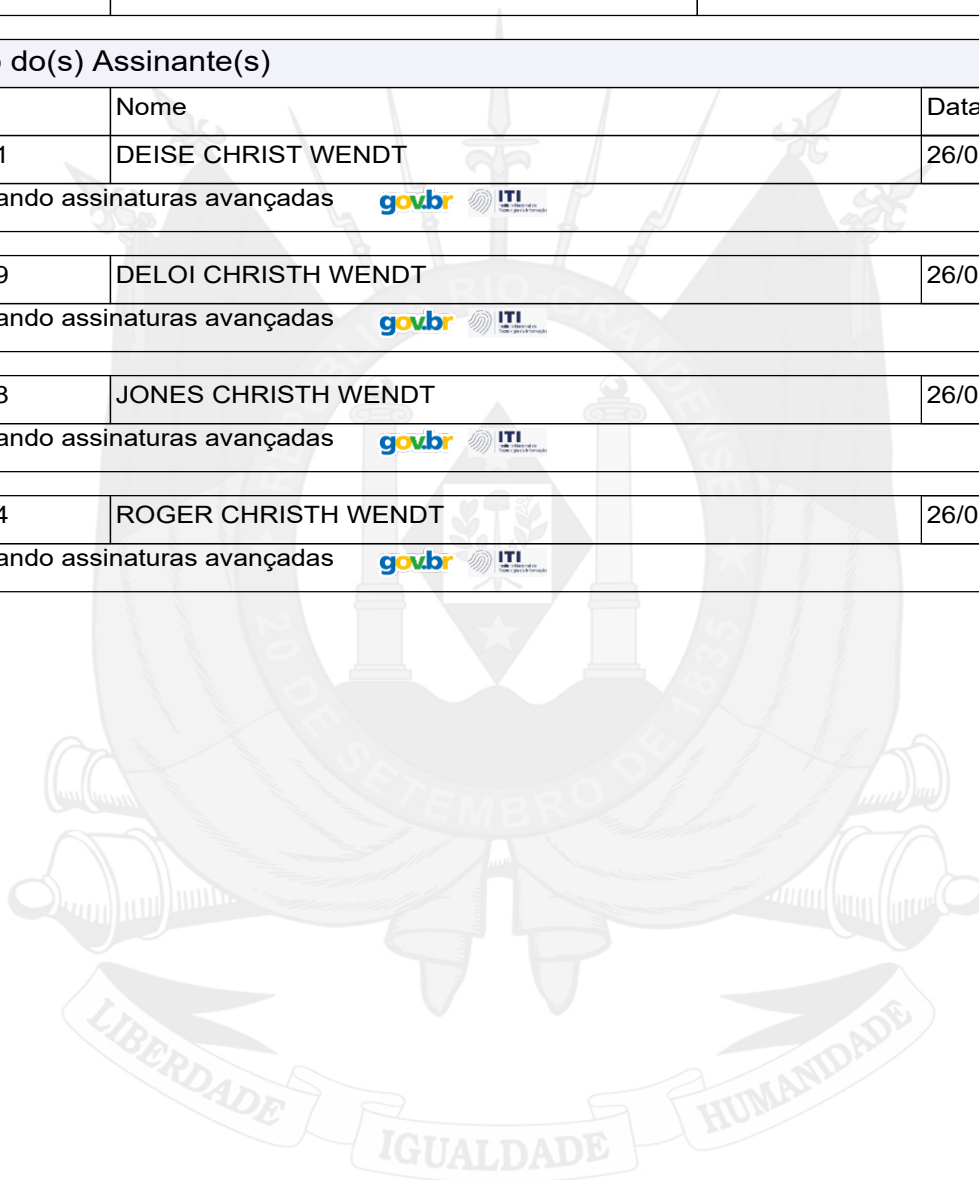 do(s) Assinante(s)
Nome Data
1 DEISE CHRIST WENDT 26/0
ando assinaturas avançadas gov.br ITI
9 DELOI CHRISTH WENDT 26/0
ando assinaturas avançadas gov.br ITI
3 JONES CHRISTH WENDT 26/0
ando assinaturas avançadas gov.br ITI
4 ROGER CHRISTH WENDT 26/0
ando assinaturas avançadas gov.br ITI
20 DE SETEMBRO DE 1835
LIBERDADE IGUALDADE HUMANIDADE